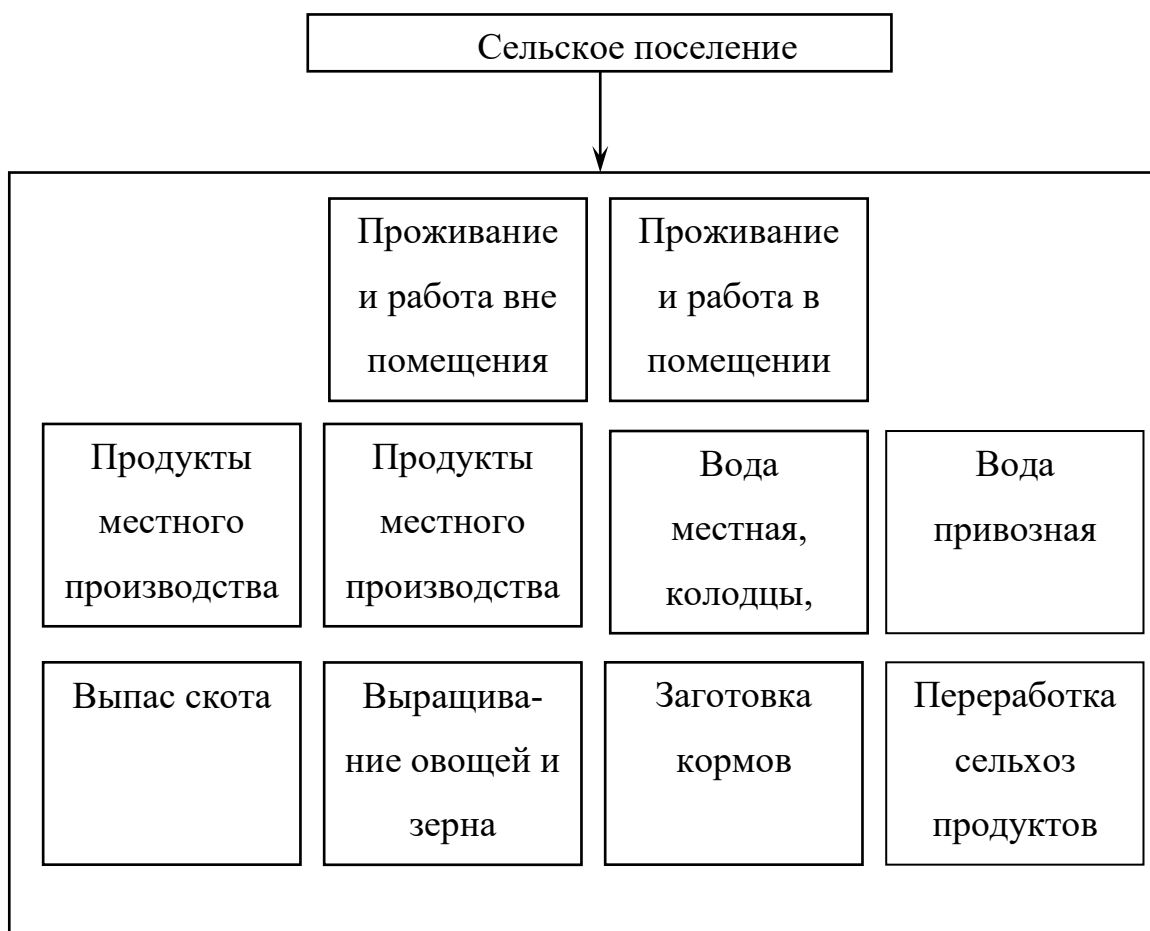 Сельское поселение
Проживание
и работа вне
помещения
Проживание
и работа в
помещении
Продукты
местного
производства
Продукты
местного
производства
Вода
местная,
колодцы,
Вода
привозная
Выпас скота
Выращива-
ние овощей и
зерна
Заготовка
кормов
Переработка
сельхоз
продуктов